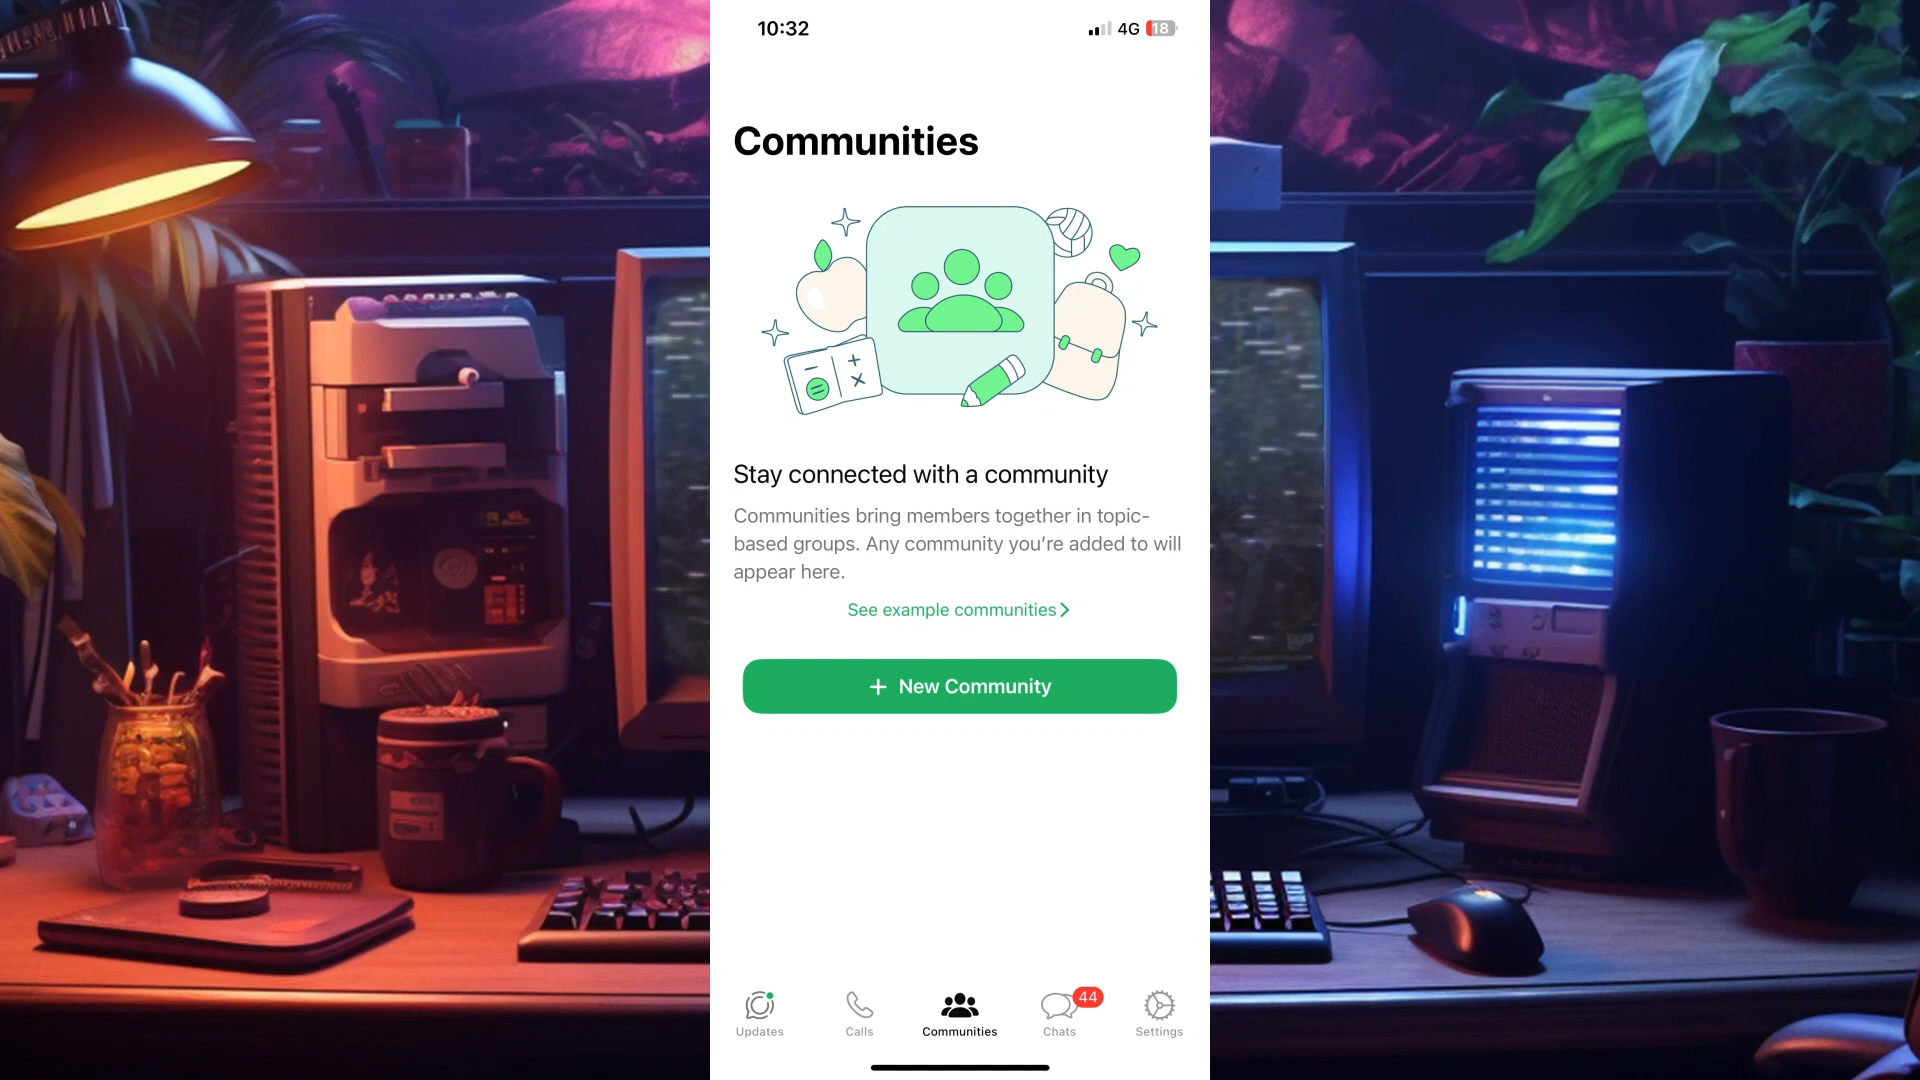 10:32
4G 18
Communities
Stay connected with a community
Communities bring members together in topic-
based groups. Any community you’re added to will
appear here.
See example communities
+ New Community
44
Updates Calls Communities Chats Settings